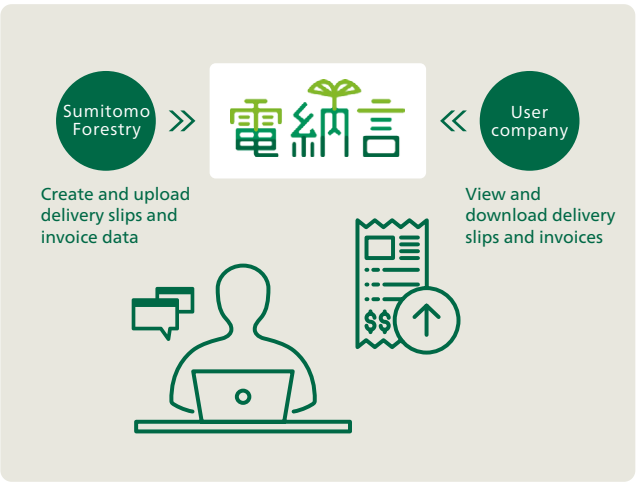 Sumitomo
Forestry
電納言
User
company
Create and upload
delivery slips and
invoice data
View and
download delivery
slips and invoices
$$